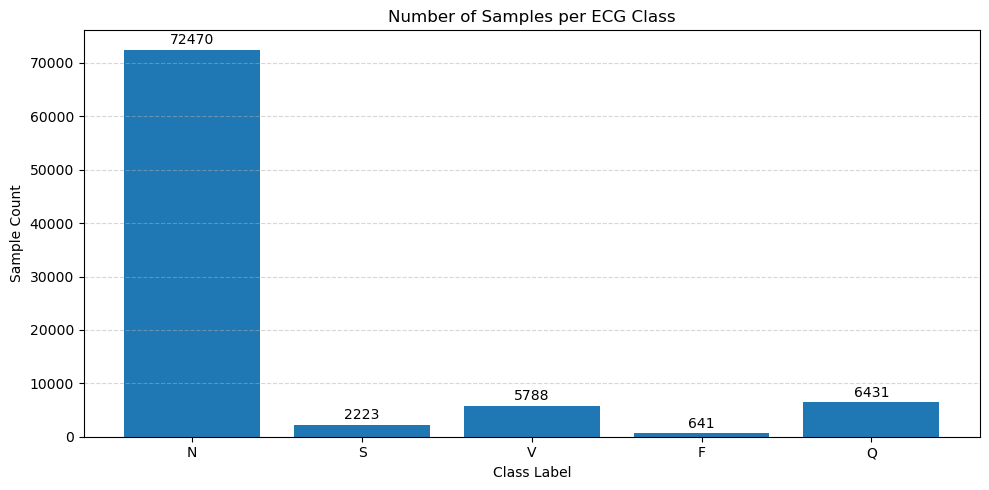 Number of Samples per ECG Class
Sample Count
70000
60000
50000
40000
30000
20000
10000
0
72470
2223
5788
641
6431
N
S
V
F
Q
Class Label